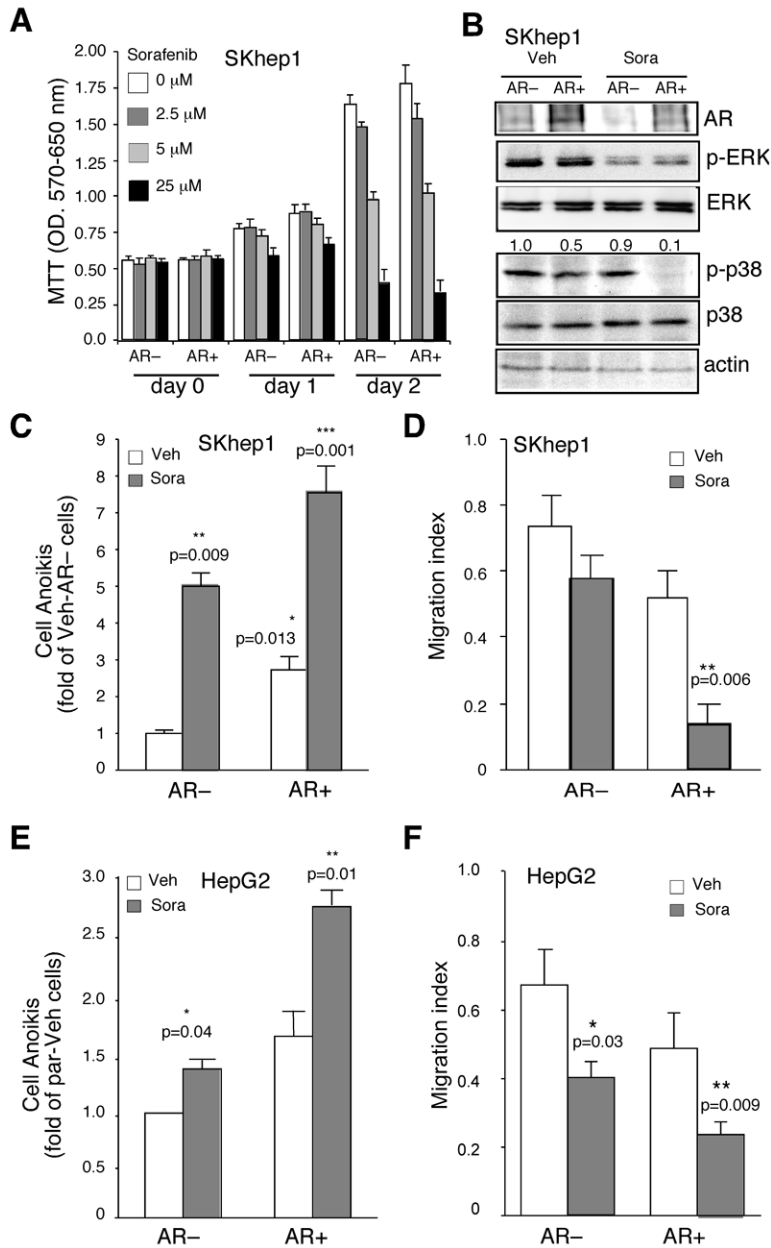 A
Sorafenib
SKhep1
0 μM
2.5 μM
5 μM
25 μM
MTT (OD. 570-650 nm)
2.00
1.75
1.50
1.25
1.00
0.75
0.50
0.25
0.0
AR– AR+ AR– AR+ AR– AR+
day 0 day 1 day 2
B
SKhep1
Veh Sora
AR– AR+ AR– AR+
AR
p-ERK
ERK
1.0 0.5 0.9 0.1
p-p38
p38
actin
C
SKhep1
Veh
Sora
Cell Anoikis
(fold of Veh-AR– cells)
9
8
7
6
5
4
3
2
1
0
**
p=0.009
*
p=0.013
***
p=0.001
AR– AR+
D
SKhep1
Veh
Sora
Migration index
1.0
0.8
0.6
0.4
0.2
0
**
p=0.006
AR– AR+
E
HepG2
Veh
Sora
Cell Anoikis
(fold of par-Veh cells)
3.0
2.5
2.0
1.5
1.0
0.5
0
*
p=0.04
**
p=0.01
AR– AR+
F
HepG2
Veh
Sora
Migration index
1.0
0.8
0.6
0.4
0.2
0
*
p=0.03
**
p=0.009
AR– AR+